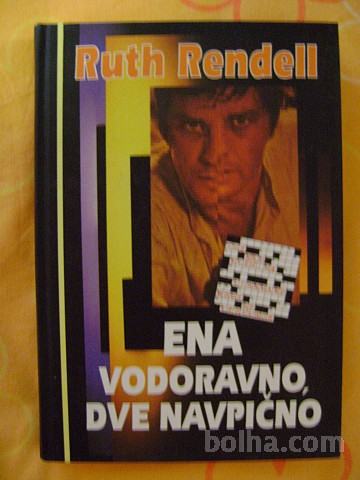 Ruth Rendell
ENA
VODORAVNO,
DVE NAVPIČNO
bolha.com